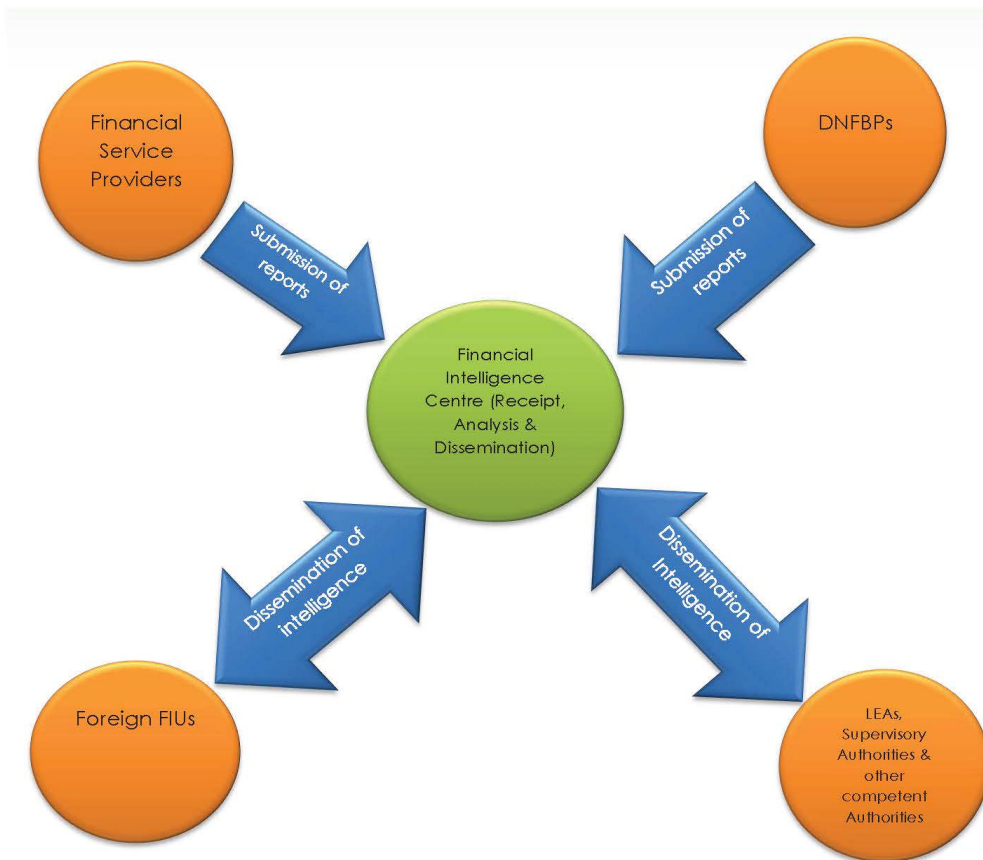 Financial
Service
Providers
DNFBPs
Submission of
reports
Submission of
reports
Financial
Intelligence
Centre (Receipt,
Analysis &
Dissemination)
Dissemination of
intelligence
Dissemination of
Intelligence
Foreign FIUs
LEAs,
Supervisory
Authorities &
other
competent
Authorities